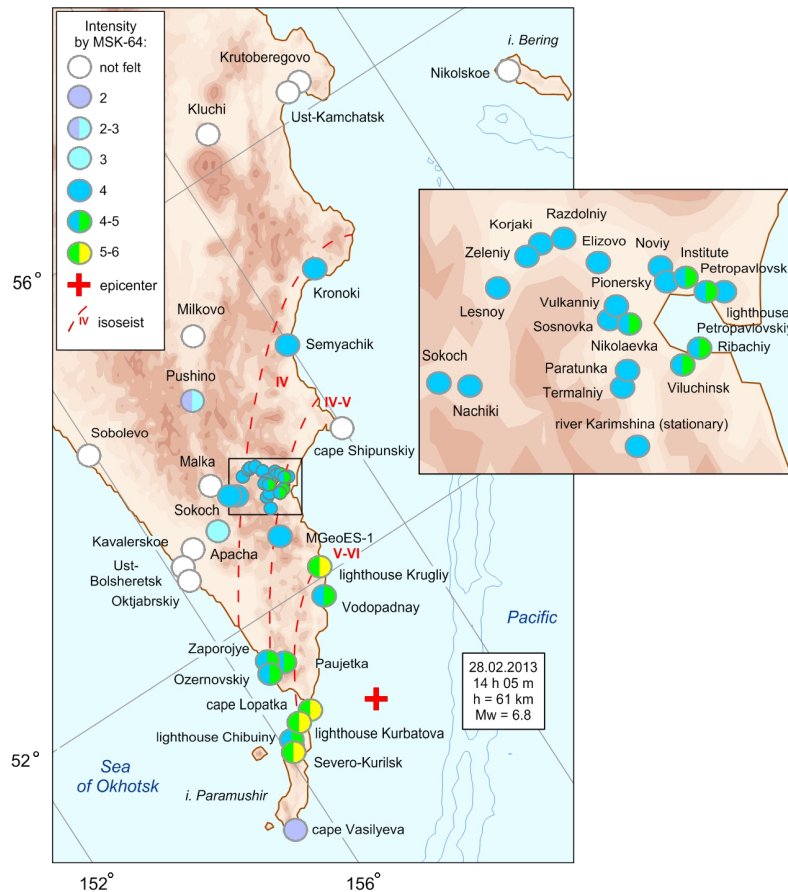 Intensity
by MSK-64:
not felt
2
2-3
3
4
4-5
5-6
epicenter
IV isoseist
i. Bering
Nikolskoe
Krutoberegovo
Ust-Kamchatsk
Kluchi
56°
Kronoki
Milkovo
Semyachik
Pushino
IV
IV-V
Sobolevo
cape Shipunskiy
Malka
Sokoch
MGeoES-1
Kavalerskoe
Apacha
V-VI
Ust-
Bolsheretsk
lighthouse Krugliy
Oktjabrskiy
Vodopadnay
Pacific
Zaporojye
Paujetka
Ozernovskiy
28.02.2013
14 h 05 m
h = 61 km
Mw = 6.8
cape Lopatka
lighthouse Kurbatova
lighthouse Chibuiny
52°
Severo-Kurilsk
Sea
of Okhotsk
i. Paramushir
cape Vasilyeva
152°
156°
Razdolniy
Korjaki
Zeleniy
Elizovo
Noviy
Institute
Pionersky
Petropavlovsk
Lesnoy
Vulkanniy
lighthouse
Petropavlovskiy
Sosnovka
Nikolaevka
Ribachiy
Sokoch
Paratunka
Viluchinsk
Nachiki
Termalniy
river Karimshina (stationary)